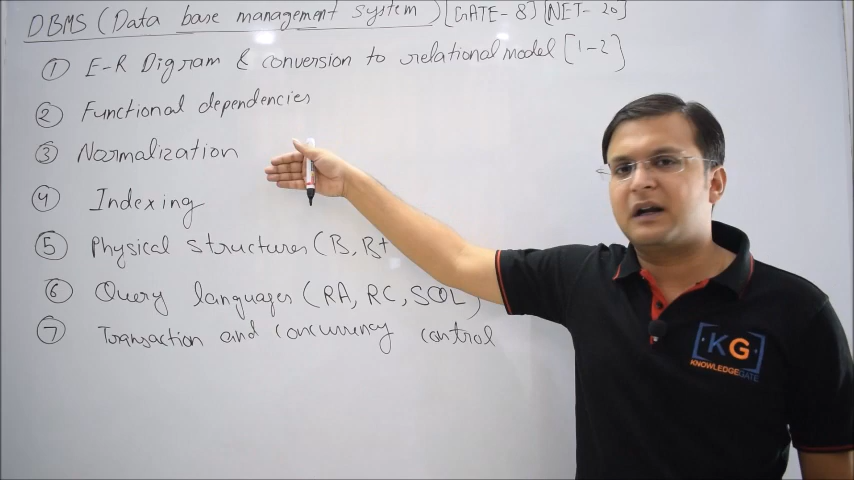 DBMS (Data base management system) [GATE-8] [NET-20]
① E-R Digram & conversion to relational model [1-2]
② Functional dependencies
③ Normalization
④ Indexing
⑤ Physical structures (B, B+
⑥ Query languages (RA, RC, SQL)
⑦ Transaction and concurrency control
KG
KNOWLEDGEGATE